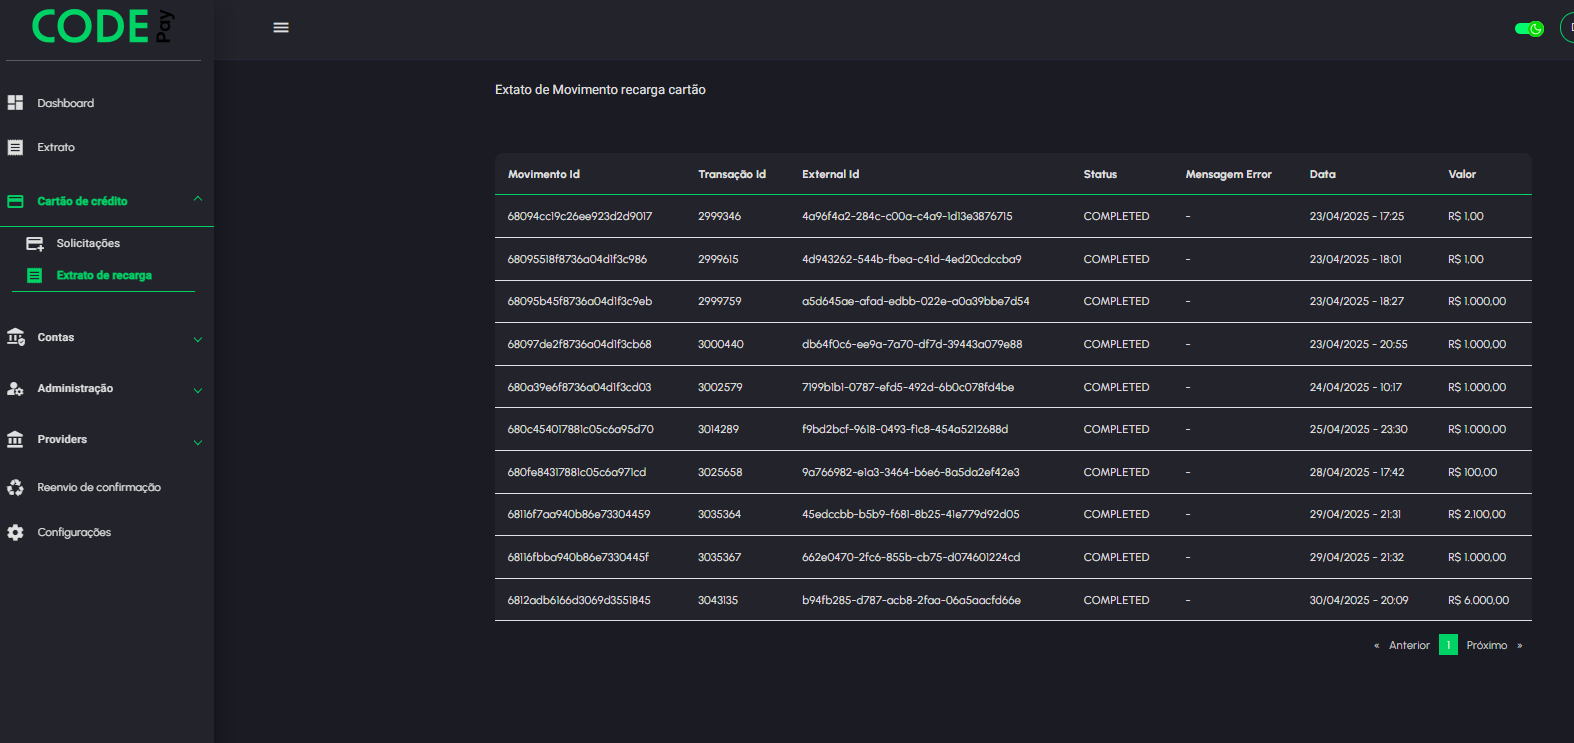 CODE Pay
Dashboard
Extrato
Cartão de crédito
Solicitações
Extrato de recarga
Contas
Administração
Providers
Reenvio de confirmação
Configurações
Extato de Movimento recarga cartão
Movimento Id Transação Id External Id Status Mensagem Error Data Valor
68094cc19c26ee923d2d9017 2999346 4a96f4a2-284c-c00a-c4a9-1d13e3876715 COMPLETED - 23/04/2025 - 17:25 R$ 1,00
68095518f8736a04d1f3c986 2999615 4d943262-544b-fbea-c41d-4ed20cdccba9 COMPLETED - 23/04/2025 - 18:01 R$ 1,00
68095b45f8736a04d1f3c9eb 2999759 a5d645ae-afad-edbb-022e-a0a39bbe7d54 COMPLETED - 23/04/2025 - 18:27 R$ 1.000,00
68097de2f8736a04d1f3cb68 3000440 db64f0c6-ee9a-7a70-df7d-39443a079e88 COMPLETED - 23/04/2025 - 20:55 R$ 1.000,00
680a39e6f8736a04d1f3cd03 3002579 7199b1b1-0787-efd5-492d-6b0c078fd4be COMPLETED - 24/04/2025 - 10:17 R$ 1.000,00
680c454017881c05c6a95d70 3014289 f9bd2bcf-9618-0493-f1c8-454a5212688d COMPLETED - 25/04/2025 - 23:30 R$ 1.000,00
680fe84317881c05c6a971cd 3025658 9a766982-e1a3-3464-b6e6-8a5da2ef42e3 COMPLETED - 28/04/2025 - 17:42 R$ 100,00
68116f7aa940b86e73304459 3035364 45edccbb-b5b9-f681-8b25-41e779d92d05 COMPLETED - 29/04/2025 - 21:31 R$ 2.100,00
68116fbba940b86e7330445f 3035367 662e0470-2fc6-855b-cb75-d074601224cd COMPLETED - 29/04/2025 - 21:32 R$ 1.000,00
6812adb6166d3069d3551845 3043135 b94fb285-d787-acb8-2faa-06a5aacfd66e COMPLETED - 30/04/2025 - 20:09 R$ 6.000,00
« Anterior 1 Próximo »